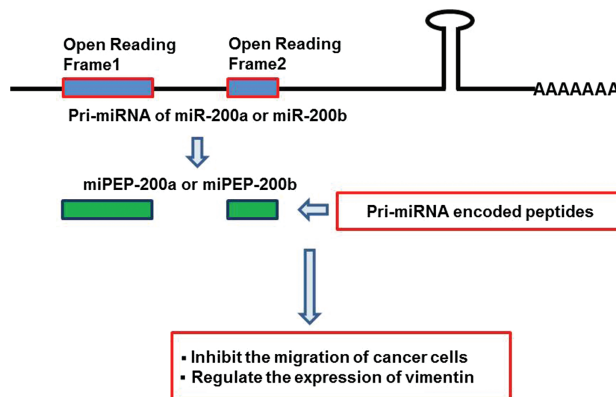 Open Reading
Frame1
Open Reading
Frame2
AAAAAAA
Pri-miRNA of miR-200a or miR-200b
miPEP-200a or miPEP-200b
Pri-miRNA encoded peptides
▪ Inhibit the migration of cancer cells
▪ Regulate the expression of vimentin